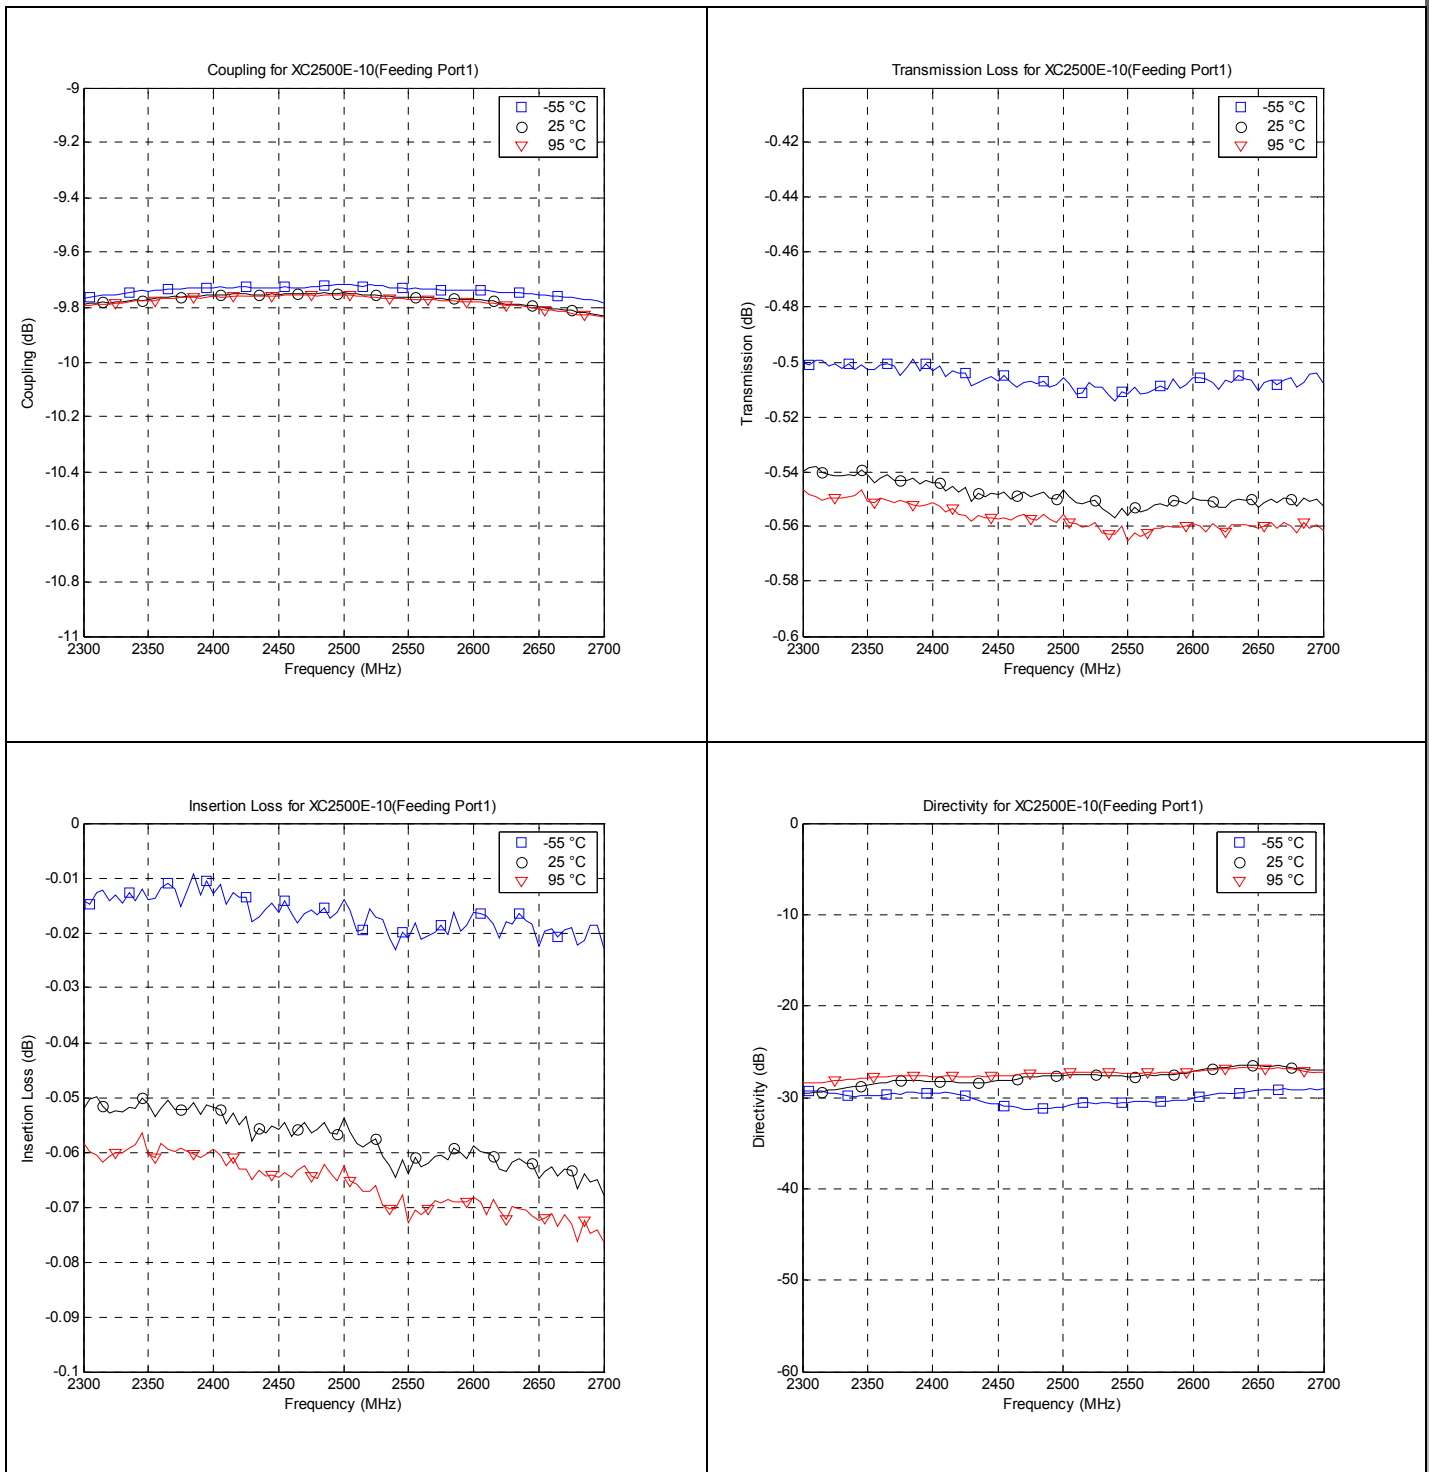 Coupling for XC2500E-10(Feeding Port1)
-55 °C
25 °C
95 °C
-9
-9.2
-9.4
-9.6
-9.8
-10
-10.2
-10.4
-10.6
-10.8
-11
Coupling (dB)
2300 2350 2400 2450 2500 2550 2600 2650 2700
Frequency (MHz)
Transmission Loss for XC2500E-10(Feeding Port1)
-55 °C
25 °C
95 °C
-0.42
-0.44
-0.46
-0.48
-0.5
-0.52
-0.54
-0.56
-0.58
-0.6
Transmission (dB)
2300 2350 2400 2450 2500 2550 2600 2650 2700
Frequency (MHz)
Insertion Loss for XC2500E-10(Feeding Port1)
-55 °C
25 °C
95 °C
0
-0.01
-0.02
-0.03
-0.04
-0.05
-0.06
-0.07
-0.08
-0.09
-0.1
Insertion Loss (dB)
2300 2350 2400 2450 2500 2550 2600 2650 2700
Frequency (MHz)
Directivity for XC2500E-10(Feeding Port1)
-55 °C
25 °C
95 °C
0
-10
-20
-30
-40
-50
-60
Directivity (dB)
2300 2350 2400 2450 2500 2550 2600 2650 2700
Frequency (MHz)